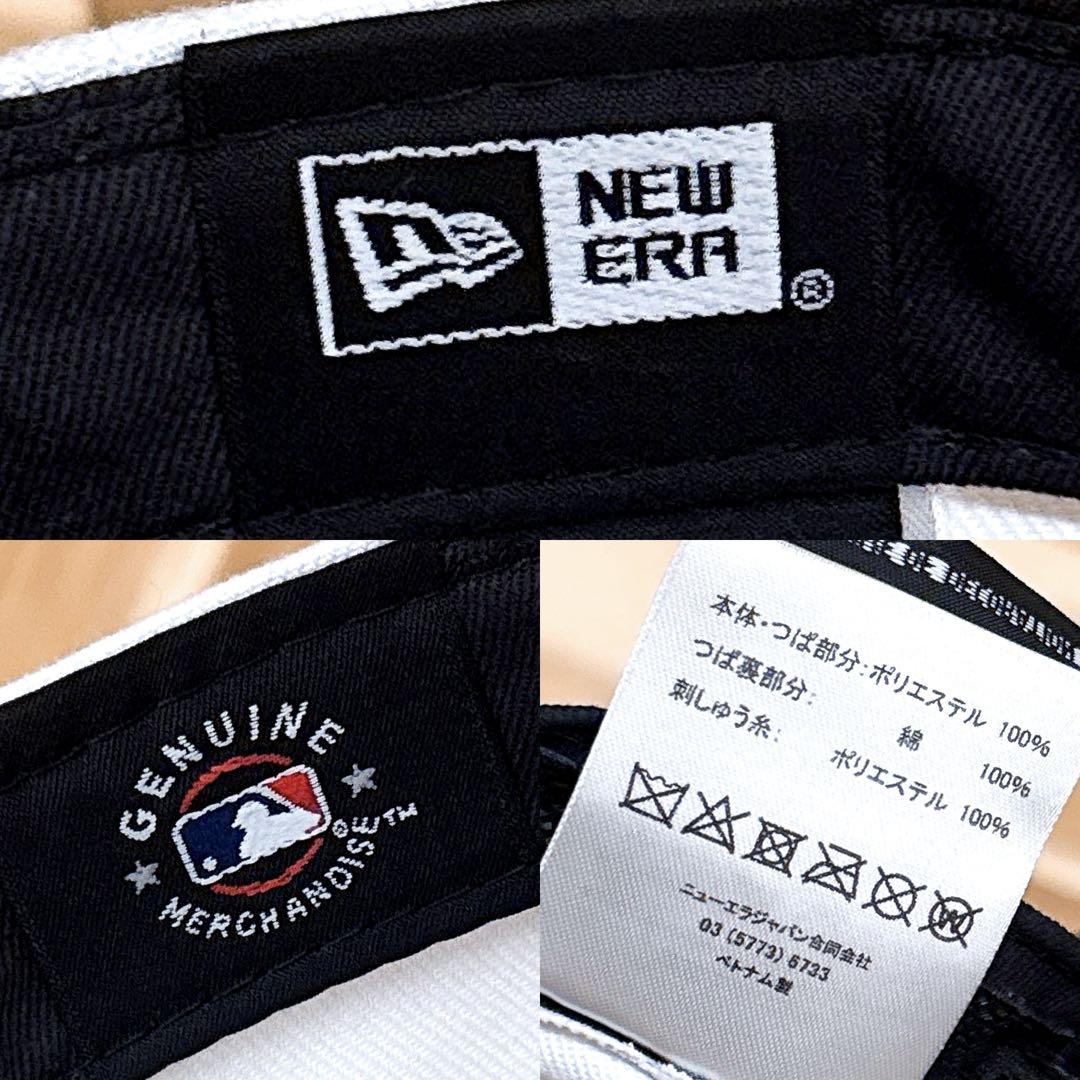 NEW
ERA
®
GENUINE
MERCHANDISE™
®
本体・つば部分:ポリエステル 100%
つば裏部分: 綿 100%
刺しゅう糸: ポリエステル 100%
ニューエラジャパン合同会社
03 (5773) 6733
ベトナム製